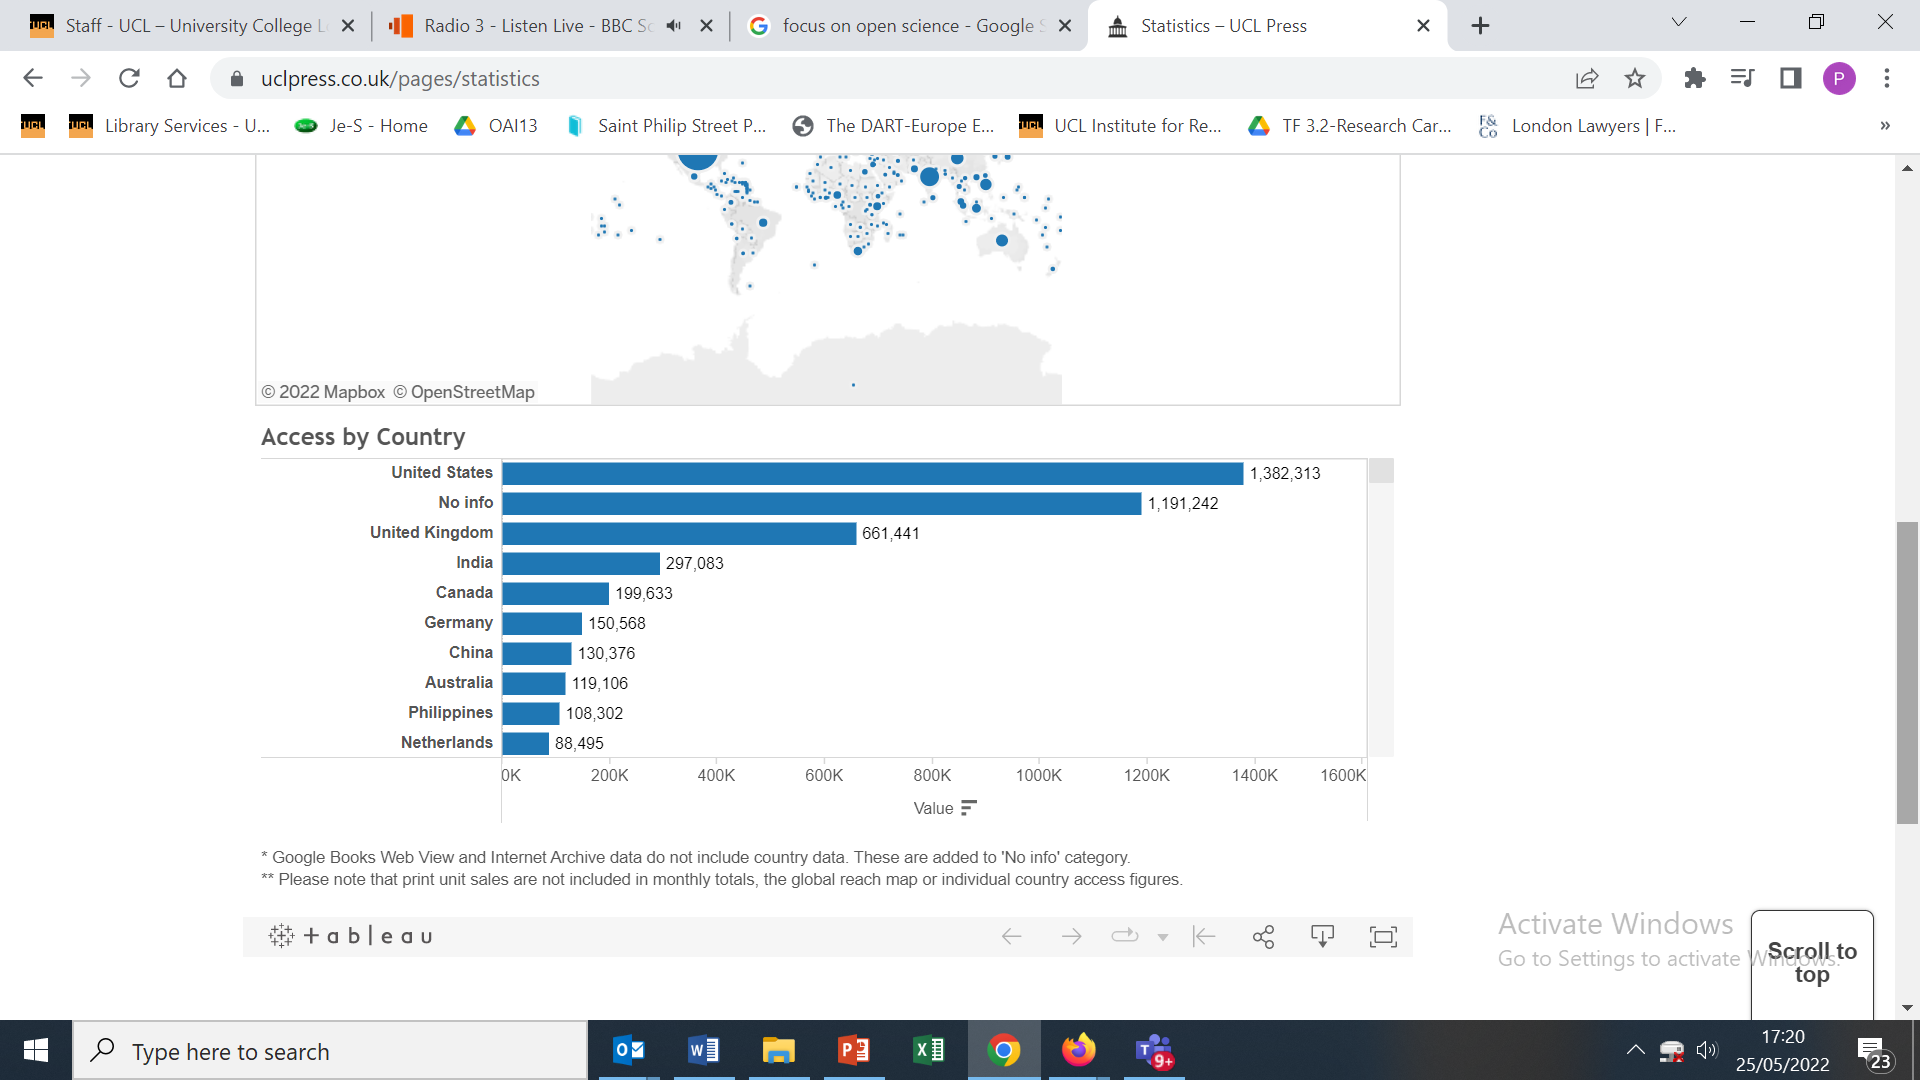 Staff - UCL – University College L
Radio 3 - Listen Live - BBC So
focus on open science - Google S
Statistics – UCL Press
uclpress.co.uk/pages/statistics
P
UCL
UCL
Library Services - U...
Je-S - Home
OAI13
Saint Philip Street P...
The DART-Europe E...
UCL
UCL Institute for Re...
TF 3.2-Research Car...
F& Co
London Lawyers | F...
»
© 2022 Mapbox © OpenStreetMap
Access by Country
United States 1,382,313
No info 1,191,242
United Kingdom 661,441
India 297,083
Canada 199,633
Germany 150,568
China 130,376
Australia 119,106
Philippines 108,302
Netherlands 88,495
0K 200K 400K 600K 800K 1000K 1200K 1400K 1600K
Value
* Google Books Web View and Internet Archive data do not include country data. These are added to 'No info' category.
** Please note that print unit sales are not included in monthly totals, the global reach map or individual country access figures.
+ a b | e a u
Activate Windows
Go to Settings to activate Windows.
Scroll to
top
Type here to search
9+
17:20
25/05/2022
23